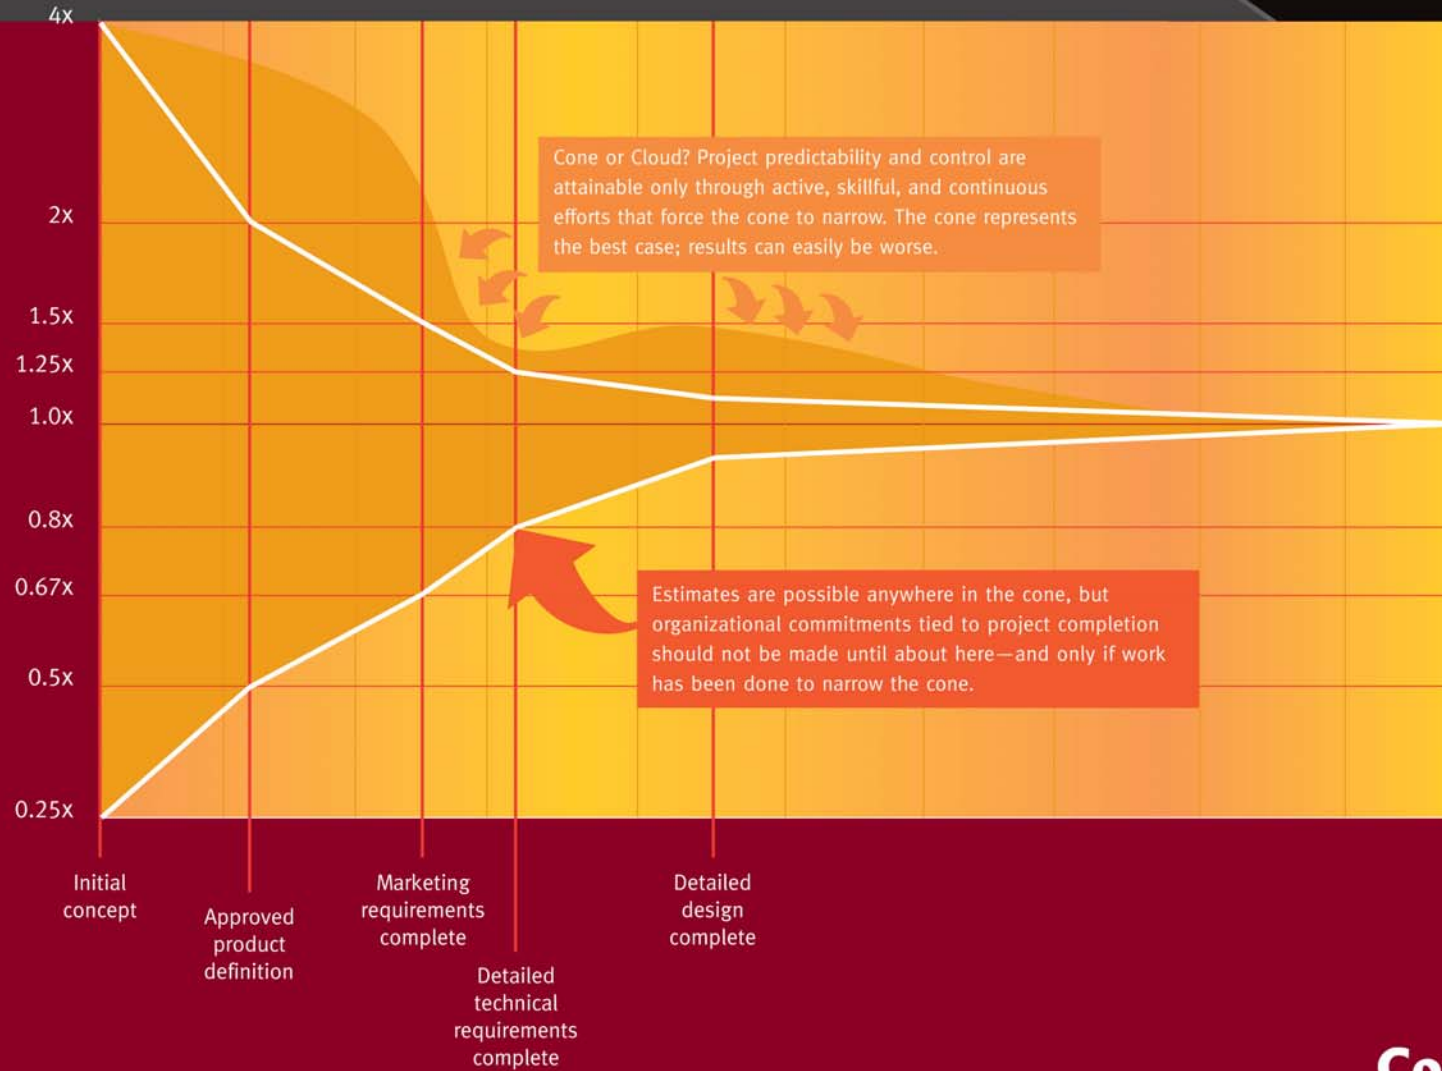 4x
2x
1.5x
1.25x
1.0x
0.8x
0.67x
0.5x
0.25x
Cone or Cloud? Project predictability and control are
attainable only through active, skillful, and continuous
efforts that force the cone to narrow. The cone represents
the best case; results can easily be worse.
Estimates are possible anywhere in the cone, but
organizational commitments tied to project completion
should not be made until about here—and only if work
has been done to narrow the cone.
Initial
concept
Approved
product
definition
Marketing
requirements
complete
Detailed
technical
requirements
complete
Detailed
design
complete